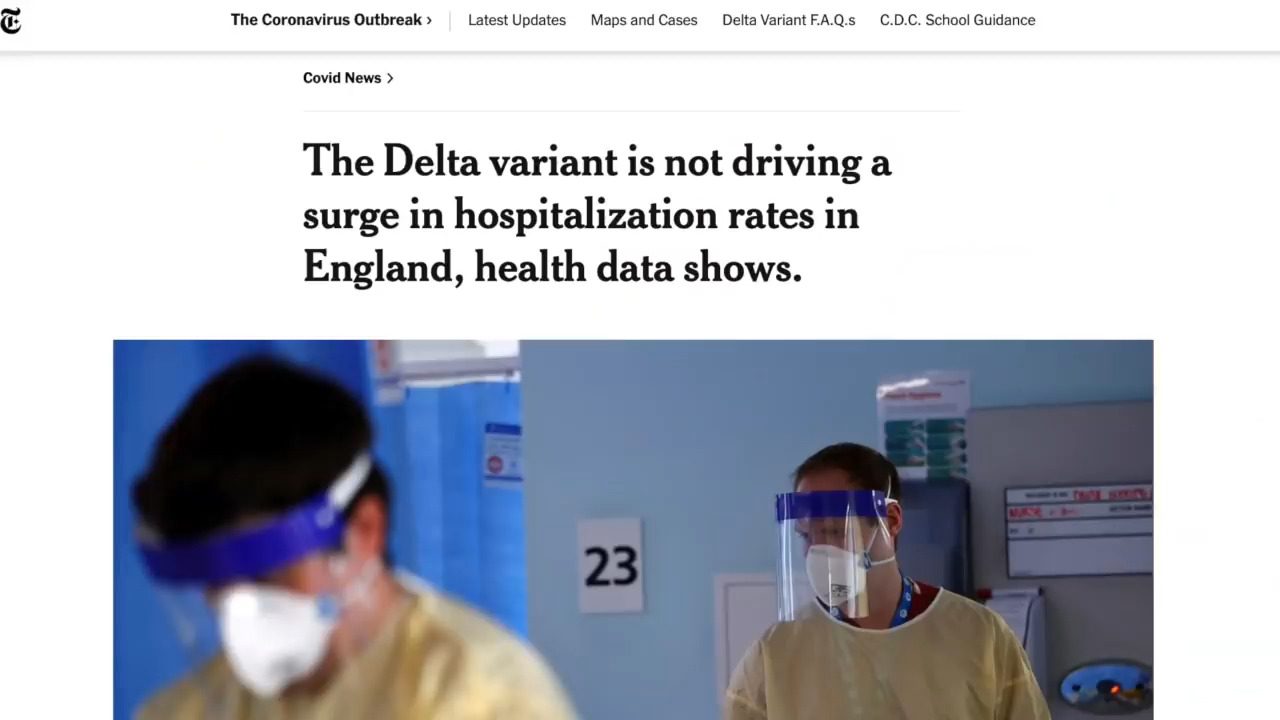 The Coronavirus Outbreak › Latest Updates Maps and Cases Delta Variant F.A.Q.s C.D.C. School Guidance
Covid News ›
The Delta variant is not driving a
surge in hospitalization rates in
England, health data shows.
23